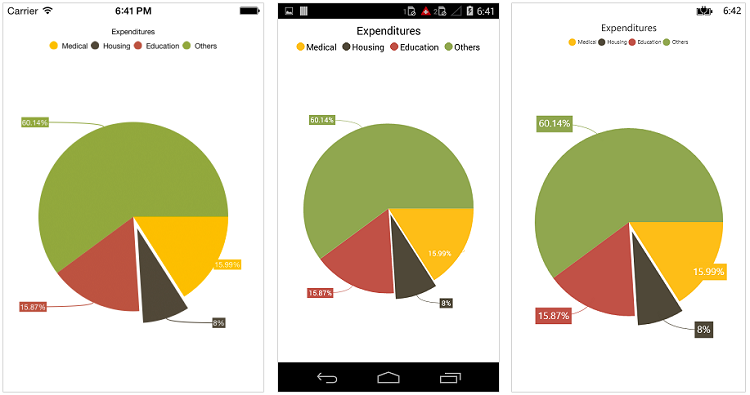 Carrier 6:41 PM
Expenditures
Medical Housing Education Others
60.14%
15.99%
15.87%
8%
1 2 6:41
Expenditures
Medical Housing Education Others
60.14%
15.99%
15.87%
8%
6:42
Expenditures
Medical Housing Education Others
60.14%
15.99%
15.87%
8%